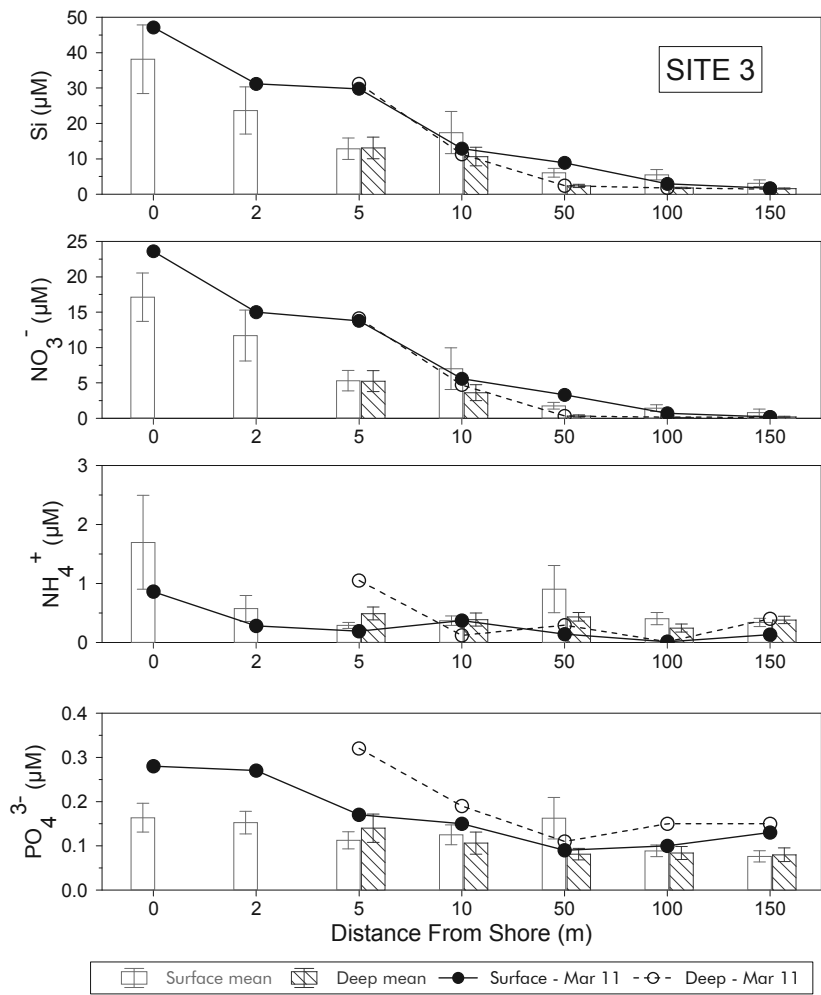 SITE 3
Si (µM)
50
40
30
20
10
0
0 2 5 10 50 100 150
NO₃⁻ (µM)
25
20
15
10
5
0
0 2 5 10 50 100 150
NH₄⁺ (µM)
3
2
1
0
0 2 5 10 50 100 150
PO₄³⁻ (µM)
0.4
0.3
0.2
0.1
0.0
0 2 5 10 50 100 150
Distance From Shore (m)
Surface mean Deep mean Surface - Mar 11 Deep - Mar 11